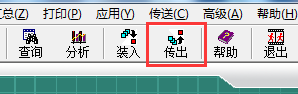 总(Z) 打印(P) 应用(Y) 传送(C) 高级(A) 帮助(H)
查询 分析 装入 传出 帮助 退出